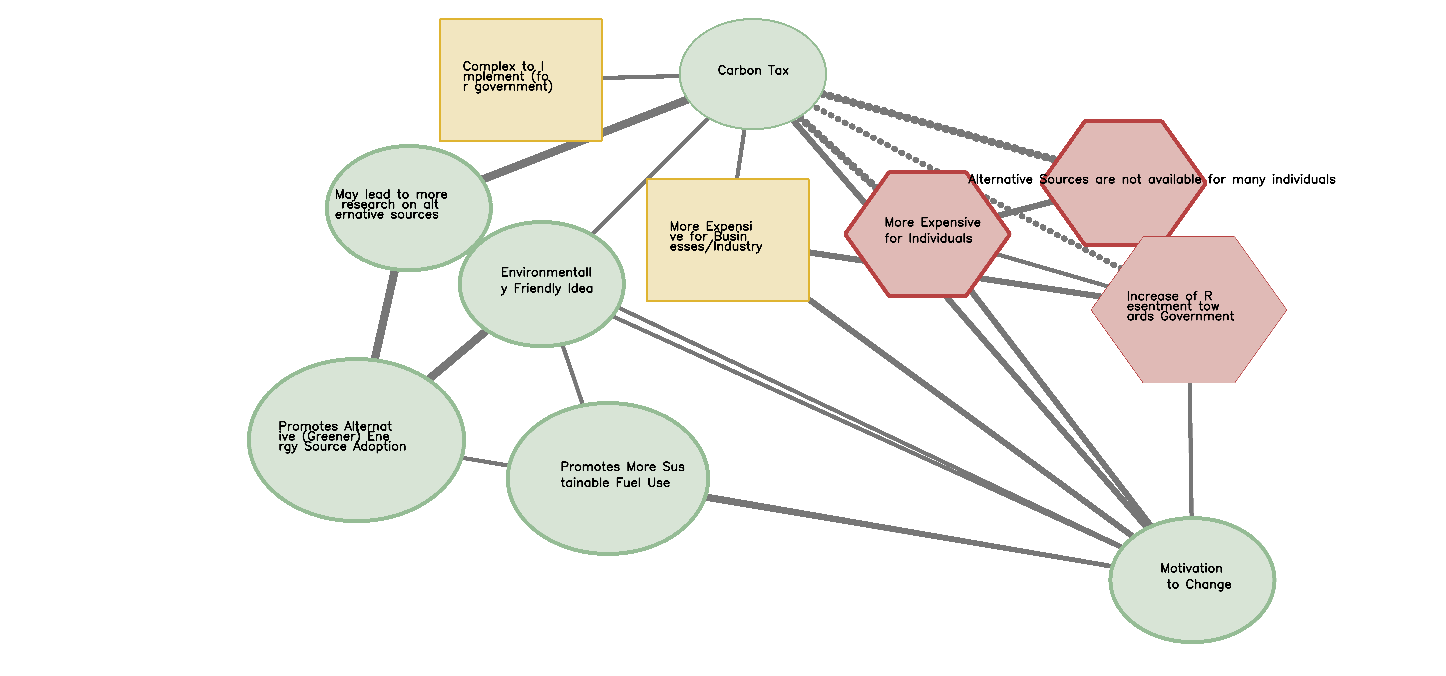 Complex to I
mplement (fo
r government)
Carbon Tax
Alternative Sources are not available for many individuals
May lead to more
research on alt
ernative sources
More Expensi
ve for Busin
esses/Industry
More Expensive
for Individuals
Environmentall
y Friendly Idea
Increase of R
esentment tow
ards Government
Promotes Alternat
ive (Greener) Ene
rgy Source Adoption
Promotes More Sus
tainable Fuel Use
Motivation
to Change